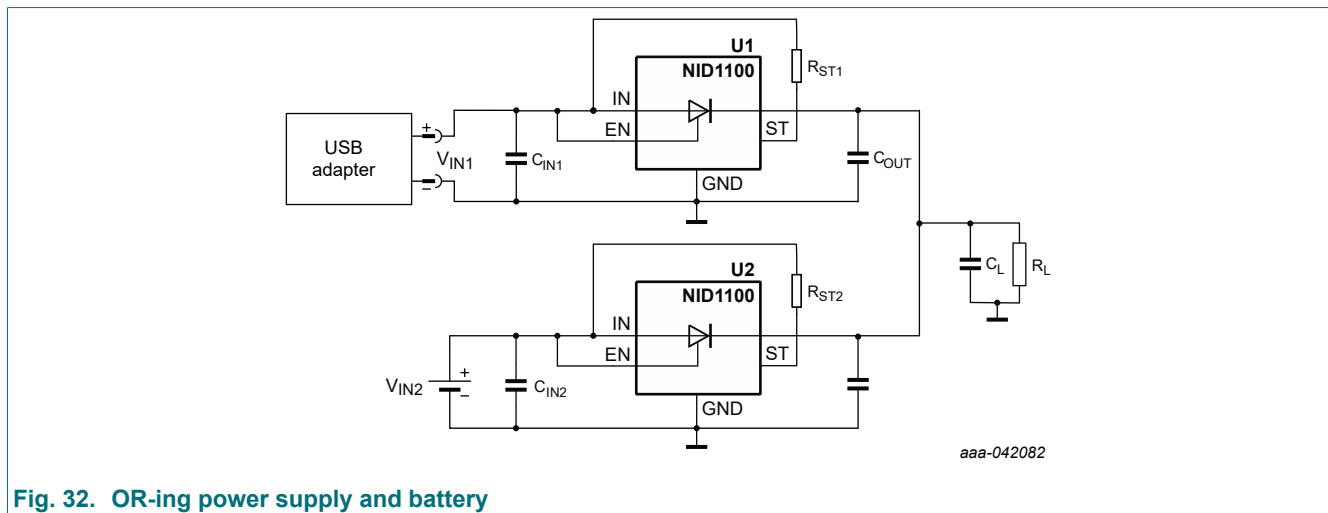 U1
NID1100
RST1
IN
EN
ST
GND
USB
adapter
+
−
VIN1
CIN1
COUT
CL
RL
U2
NID1100
RST2
IN
EN
ST
GND
VIN2
+
−
CIN2
aaa-042082
Fig. 32. OR-ing power supply and battery